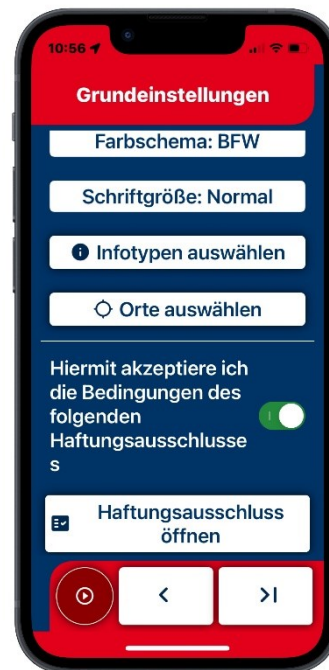 10:56
Grundeinstellungen
Farbschema: BFW
Schriftgröße: Normal
Infotypen auswählen
Orte auswählen
Hiermit akzeptiere ich
die Bedingungen des
folgenden
Haftungsausschlusse
s
Haftungsausschluss
öffnen